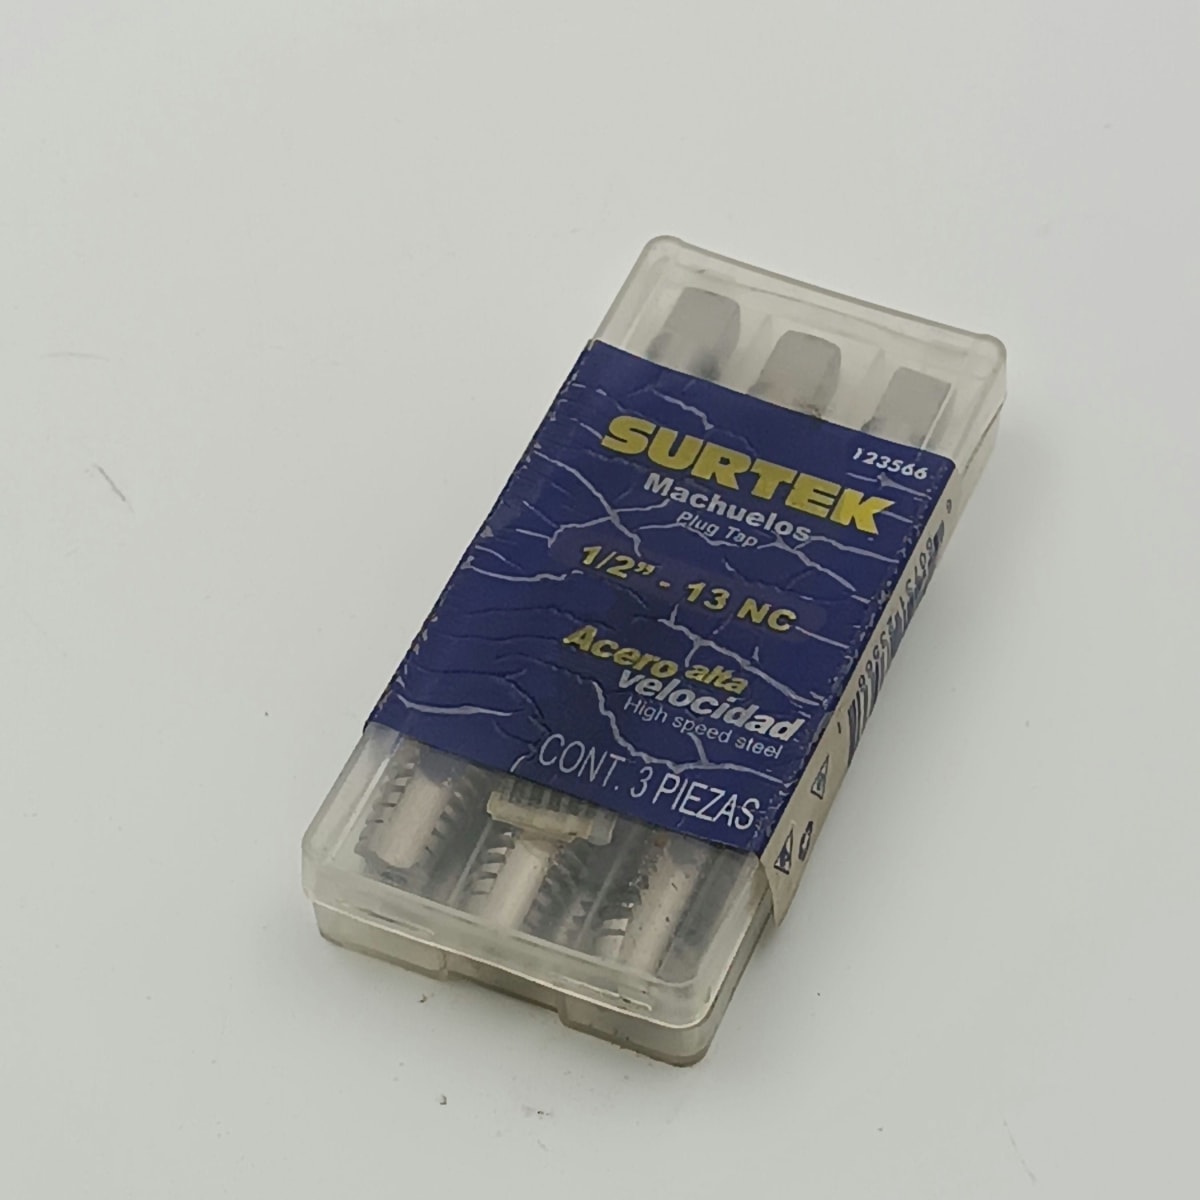 SURTEK
123566
Machuelos
Plug Tap
1/2” - 13 NC
Acero alta
velocidad
High speed steel
CONT. 3 PIEZAS